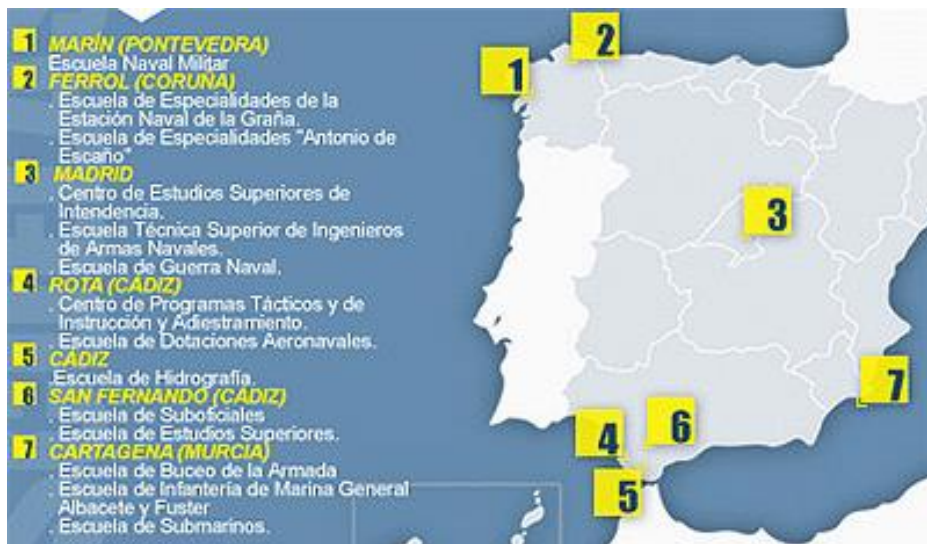 1 MARÍN (PONTEVEDRA)
Escuela Naval Militar
2 FERROL (CORUÑA)
. Escuela de Especialidades de la
Estación Naval de la Graña.
. Escuela de Especialidades "Antonio de
Escaño"
3 MADRID
. Centro de Estudios Superiores de
Intendencia.
. Escuela Técnica Superior de Ingenieros
de Armas Navales.
. Escuela de Guerra Naval.
4 ROTA (CÁDIZ)
. Centro de Programas Tácticos y de
Instrucción y Adiestramiento.
. Escuela de Dotaciones Aeronavales.
5 CÁDIZ
.Escuela de Hidrografía.
6 SAN FERNANDO (CÁDIZ)
. Escuela de Suboficiales
. Escuela de Estudios Superiores.
7 CARTAGENA (MURCIA)
. Escuela de Buceo de la Armada
. Escuela de Infantería de Marina General
Albacete y Fuster
. Escuela de Submarinos.
1
2
3
4
5
6
7